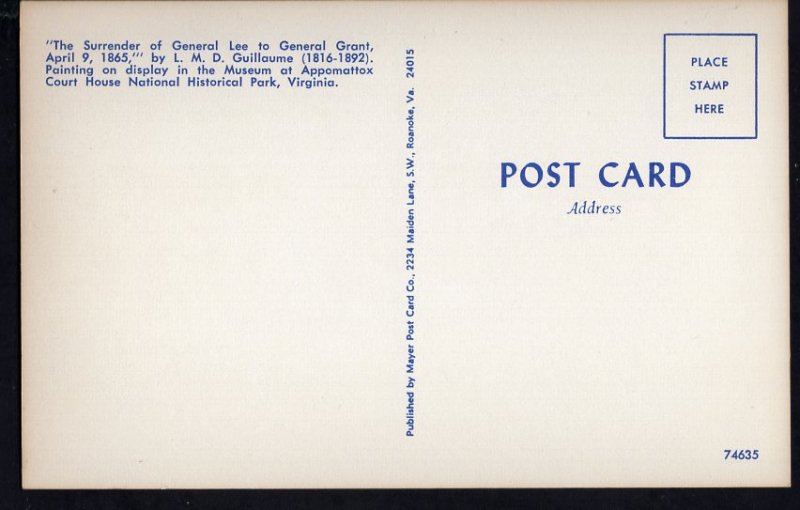 "The Surrender of General Lee to General Grant,
April 9, 1865,'" by L. M. D. Guillaume (1816-1892).
Painting on display in the Museum at Appomattox
Court House National Historical Park, Virginia.
Published by Mayer Post Card Co., 2234 Maiden Lane, S.W., Roanoke, Va. 24015
PLACE
STAMP
HERE
POST CARD
Address
74635